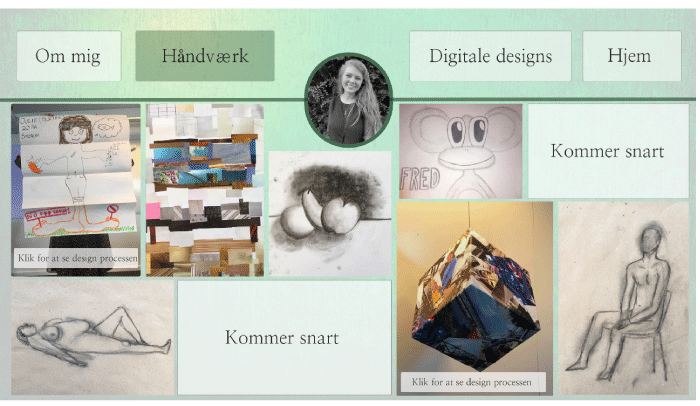 Om mig
Håndværk
Digitale designs
Hjem
Kommer snart
FRED
Klik for at se design processen
Kommer snart
Klik for at se design processen